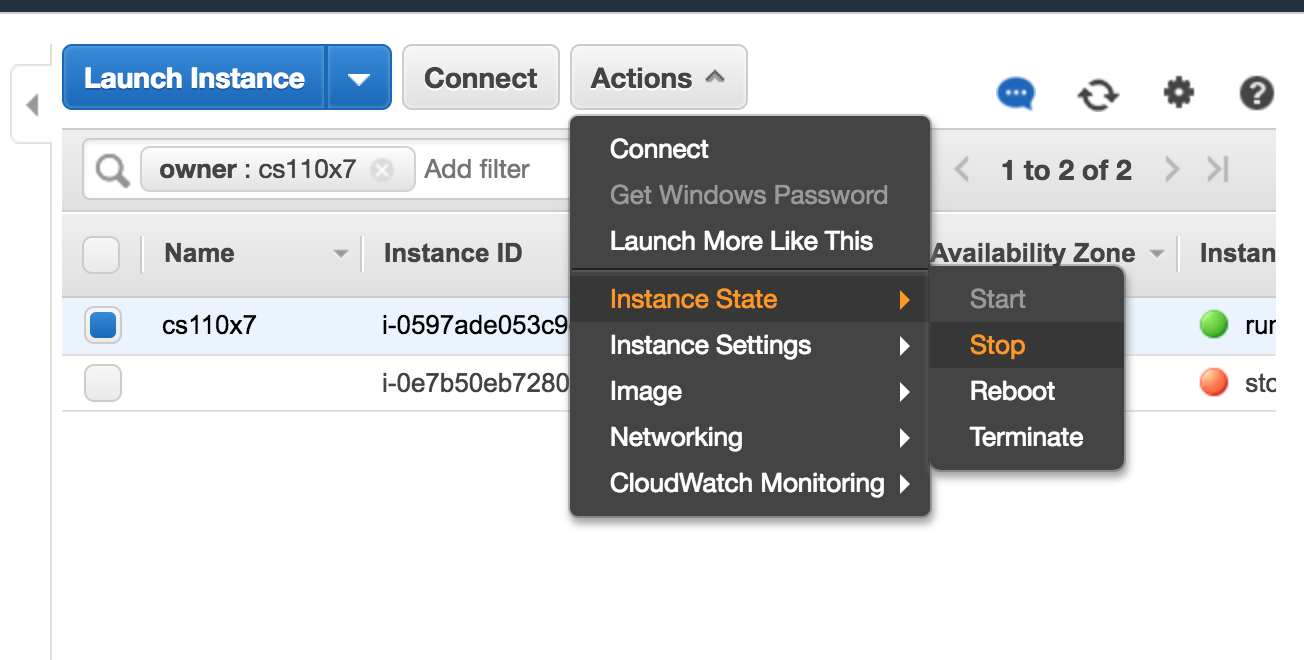 Launch Instance Connect Actions
owner : cs110x7 Add filter 1 to 2 of 2
Name Instance ID Availability Zone Instan
cs110x7 i-0597ade053c9 run
i-0e7b50eb7280 sto
Connect
Get Windows Password
Launch More Like This
Instance State
Instance Settings
Image
Networking
CloudWatch Monitoring
Start
Stop
Reboot
Terminate